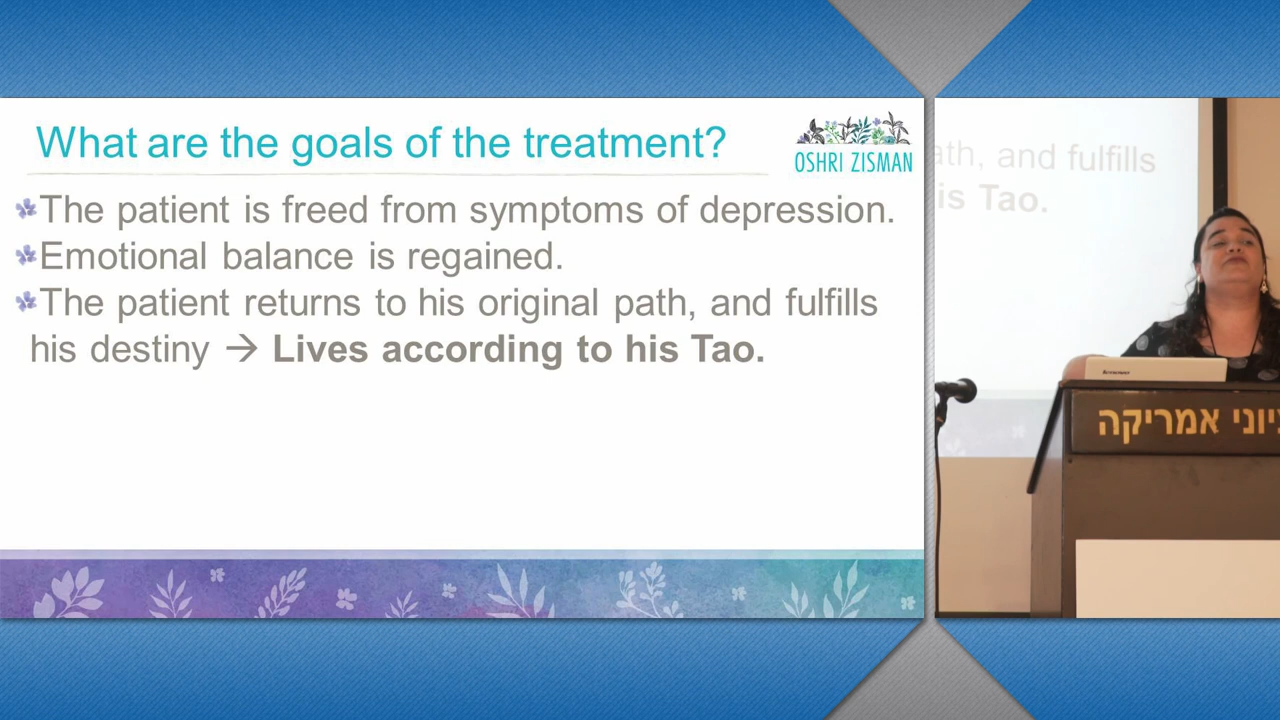 What are the goals of the treatment?
OSHRI ZISMAN
The patient is freed from symptoms of depression.
Emotional balance is regained.
The patient returns to his original path, and fulfills
his destiny → Lives according to his Tao.
ath, and fulfills
is Tao.
lenovo
יוני אמריקה